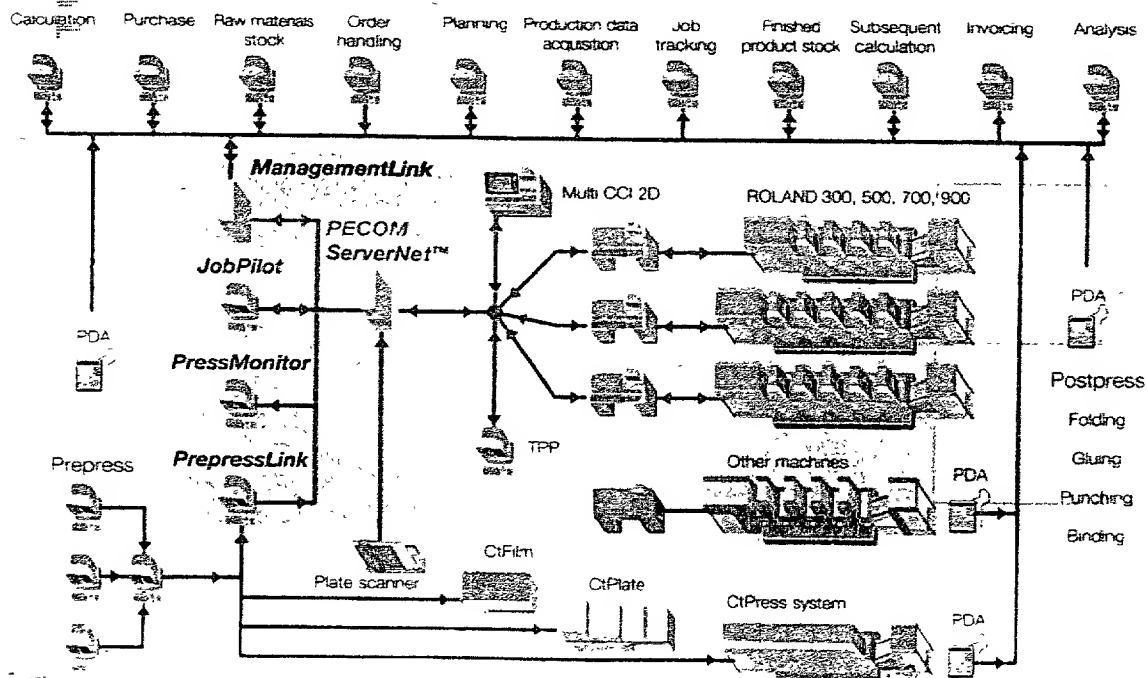 Calculation
Purchase
Raw materials
stock
Order
handling
Planning
Production data
acquisition
Job
tracking
Finished
product stock
Subsequent
calculation
Invoicing
Analysis
ManagementLink
Multi CCI 2D
ROLAND 300, 500, 700, 900
PECOM
ServerNet™
JobPilot
PDA
PDA
PressMonitor
Postpress
Folding
TPP
Prepress
PrepressLink
Other machines
PDA
Gluing
Punching
Binding
Plate scanner
CtFilm
CtPlate
CtPress system
PDA